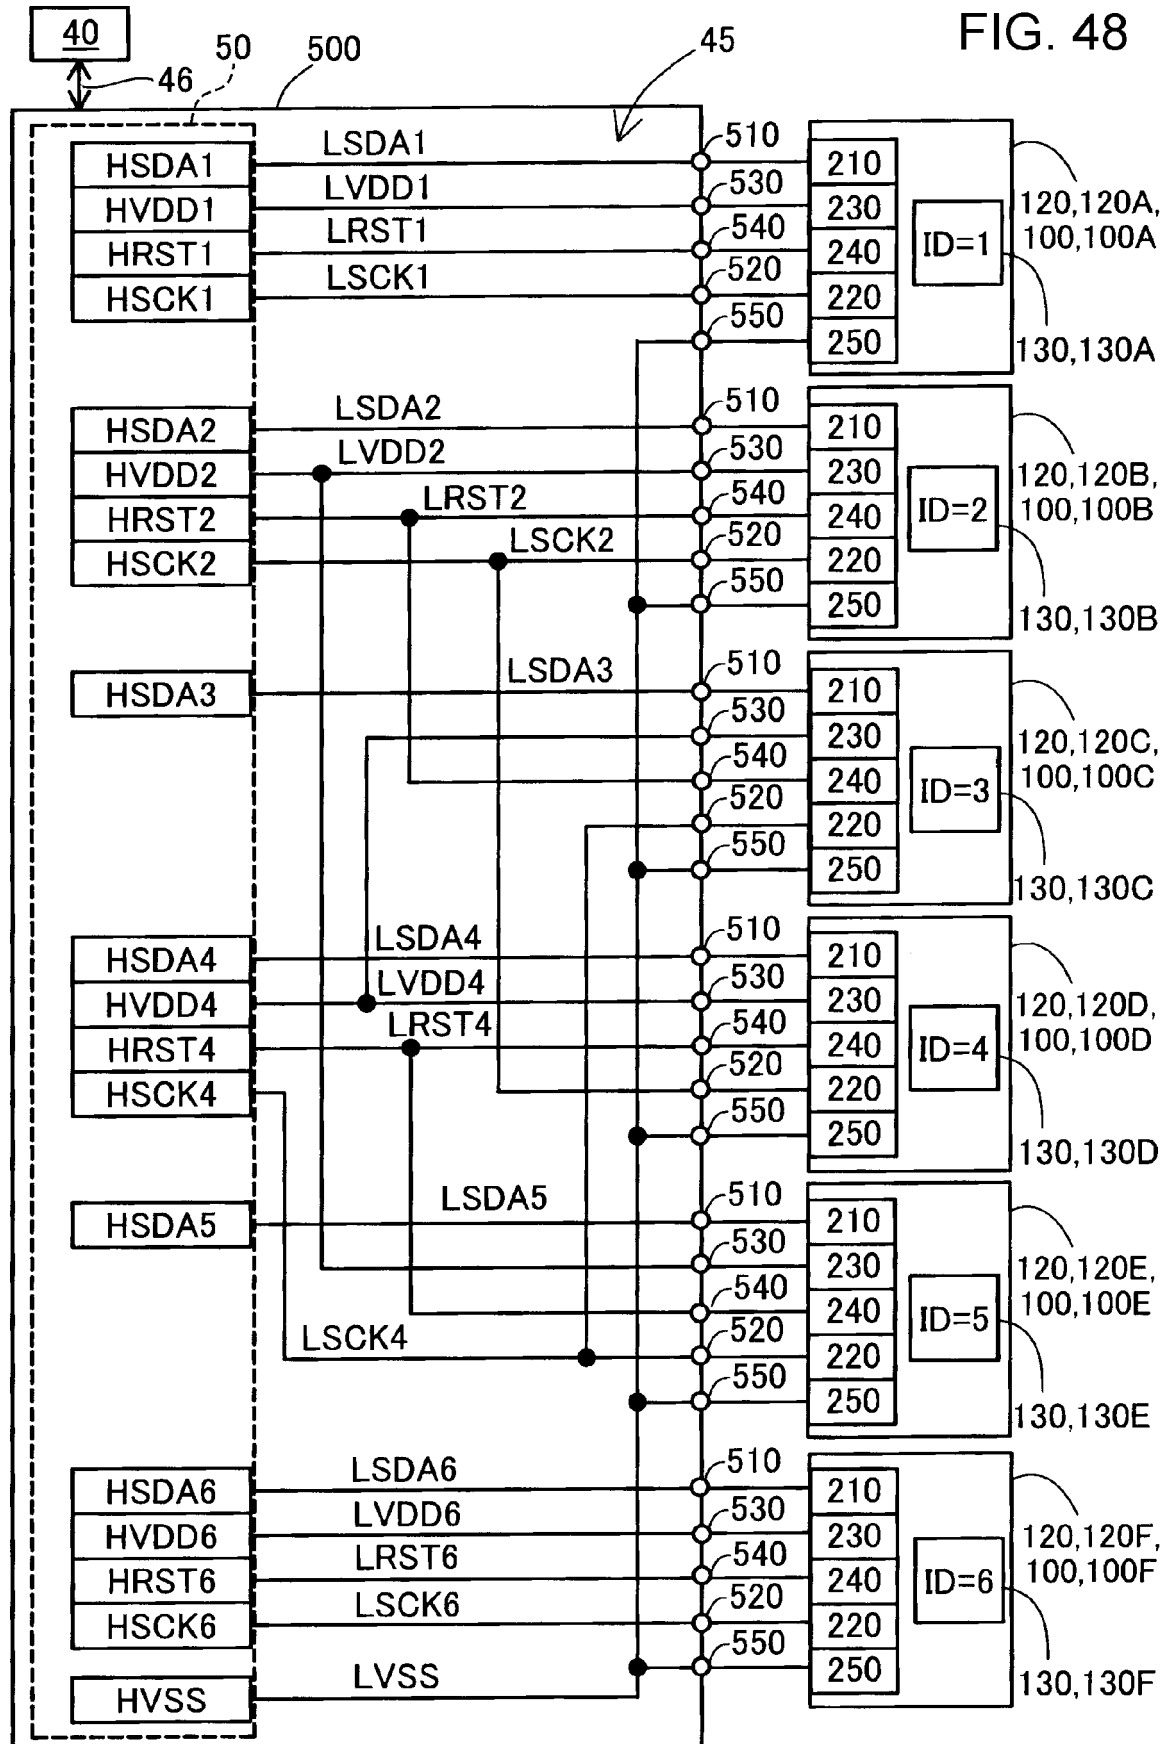 FIG. 48
40
46
50
500
45
HSDA1
HVDD1
HRST1
HSCK1
LSDA1
LVDD1
LRST1
LSCK1
510
530
540
520
550
210
230
240
220
250
ID=1
120,120A,
100,100A
130,130A
HSDA2
HVDD2
HRST2
HSCK2
LSDA2
LVDD2
LRST2
LSCK2
510
530
540
520
550
210
230
240
220
250
ID=2
120,120B,
100,100B
130,130B
HSDA3
LSDA3
510
530
540
520
550
210
230
240
220
250
ID=3
120,120C,
100,100C
130,130C
HSDA4
HVDD4
HRST4
HSCK4
LSDA4
LVDD4
LRST4
510
530
540
520
550
210
230
240
220
250
ID=4
120,120D,
100,100D
130,130D
HSDA5
LSDA5
LSCK4
510
530
540
520
550
210
230
240
220
250
ID=5
120,120E,
100,100E
130,130E
HSDA6
HVDD6
HRST6
HSCK6
LSDA6
LVDD6
LRST6
LSCK6
510
530
540
520
550
210
230
240
220
250
ID=6
120,120F,
100,100F
130,130F
HVSS
LVSS